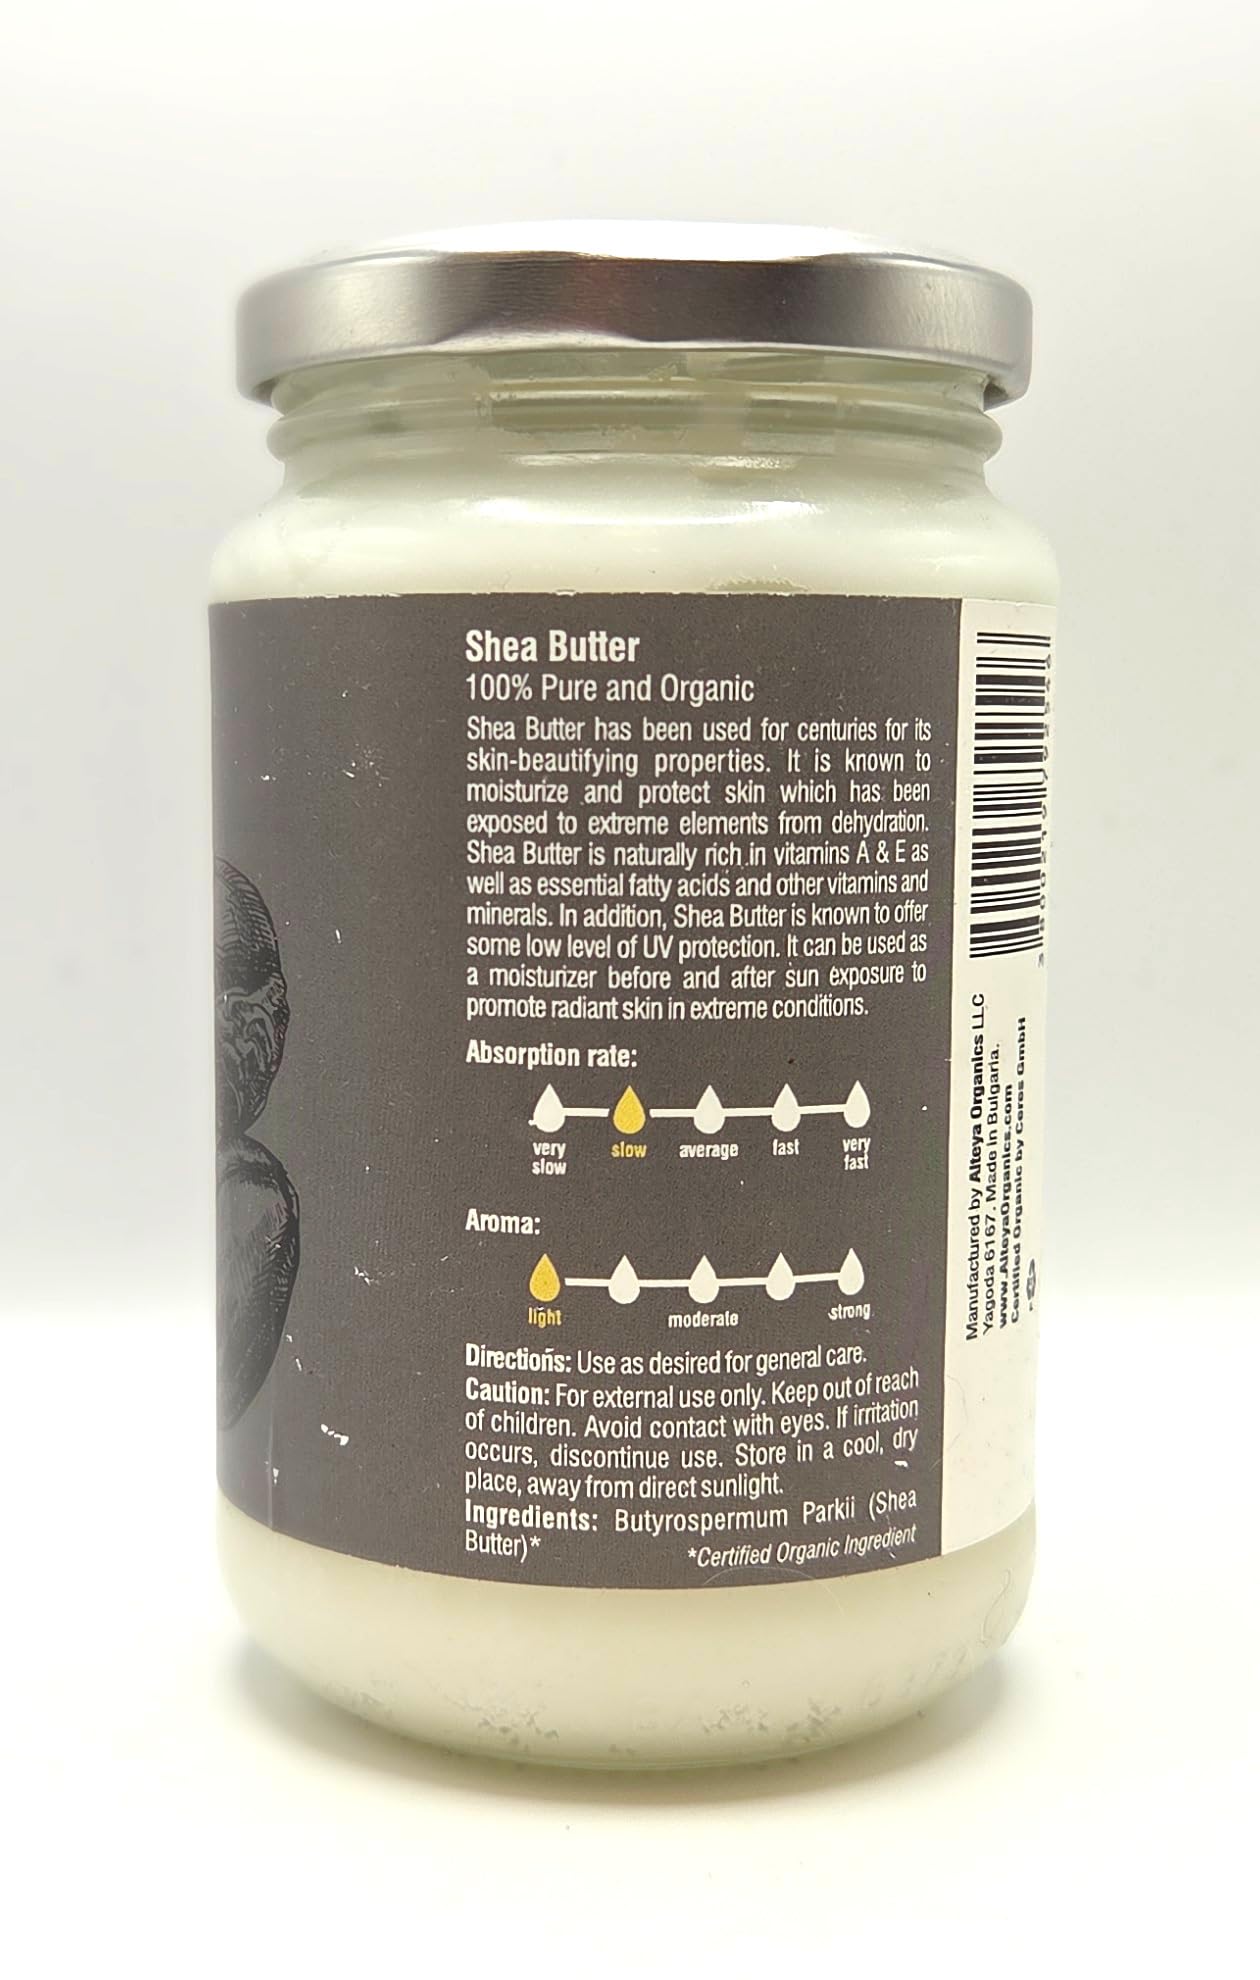 Shea Butter
100% Pure and Organic
Shea Butter has been used for centuries for its
skin-beautifying properties. It is known to
moisturize and protect skin which has been
exposed to extreme elements from dehydration.
Shea Butter is naturally rich in vitamins A & E as
well as essential fatty acids and other vitamins and
minerals. In addition, Shea Butter is known to offer
some low level of UV protection. It can be used as
a moisturizer before and after sun exposure to
promote radiant skin in extreme conditions.
Absorption rate:
very slow average fast very
slow fast
Aroma:
light moderate strong
Directions: Use as desired for general care.
Caution: For external use only. Keep out of reach
of children. Avoid contact with eyes. If irritation
occurs, discontinue use. Store in a cool, dry
place, away from direct sunlight.
Ingredients: Butyrospermum Parkii (Shea
Butter)* *Certified Organic Ingredient
Manufactured by Alteya Organics LLC
Yagoda 6167. Made in Bulgaria.
www.AlteyaOrganics.com
Certified Organic by Ceres GmbH